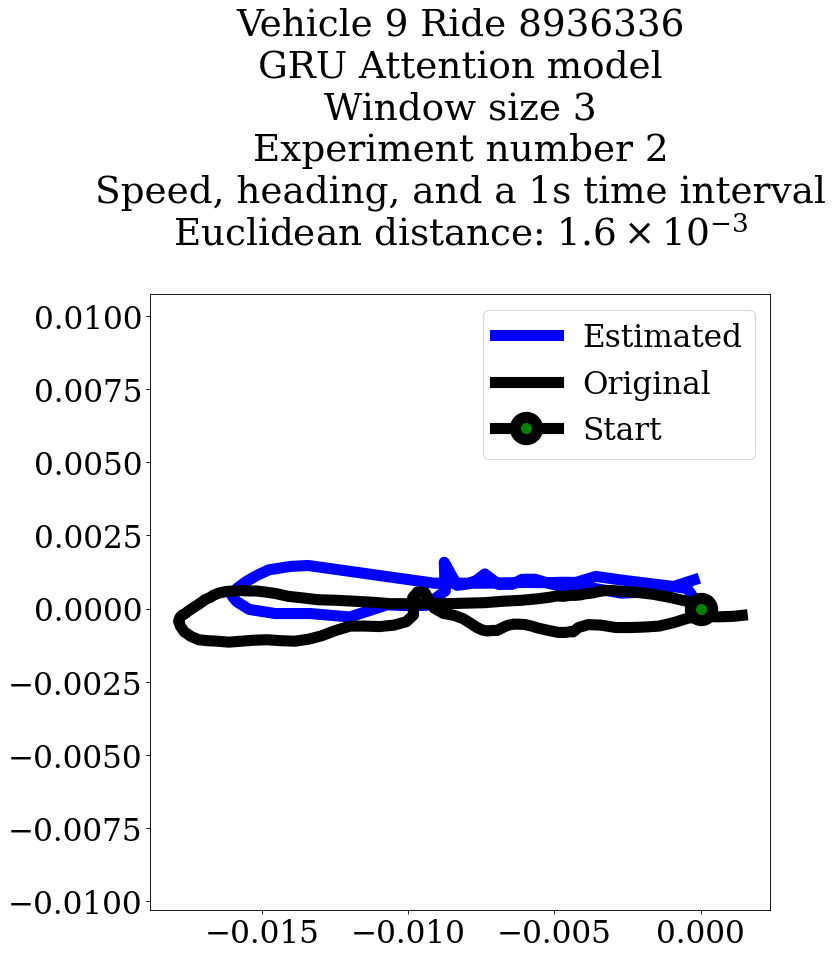 Vehicle 9 Ride 8936336
GRU Attention model
Window size 3
Experiment number 2
Speed, heading, and a 1s time interval
Euclidean distance: 1.6 × 10⁻³
Estimated
Original
Start
0.0100
0.0075
0.0050
0.0025
0.0000
−0.0025
−0.0050
−0.0075
−0.0100
−0.015 −0.010 −0.005 0.000